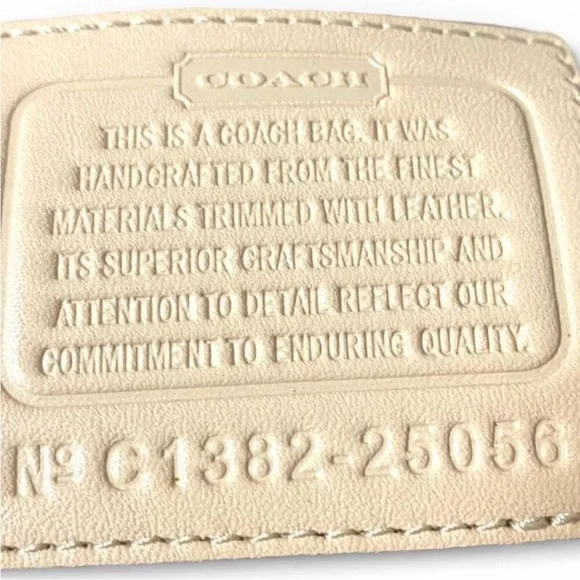 COACH
THIS IS A COACH BAG. IT WAS
HANDCRAFTED FROM THE FINEST
MATERIALS TRIMMED WITH LEATHER.
ITS SUPERIOR CRAFTSMANSHIP AND
ATTENTION TO DETAIL REFLECT OUR
COMMITMENT TO ENDURING QUALITY.
Nº C1382-25056